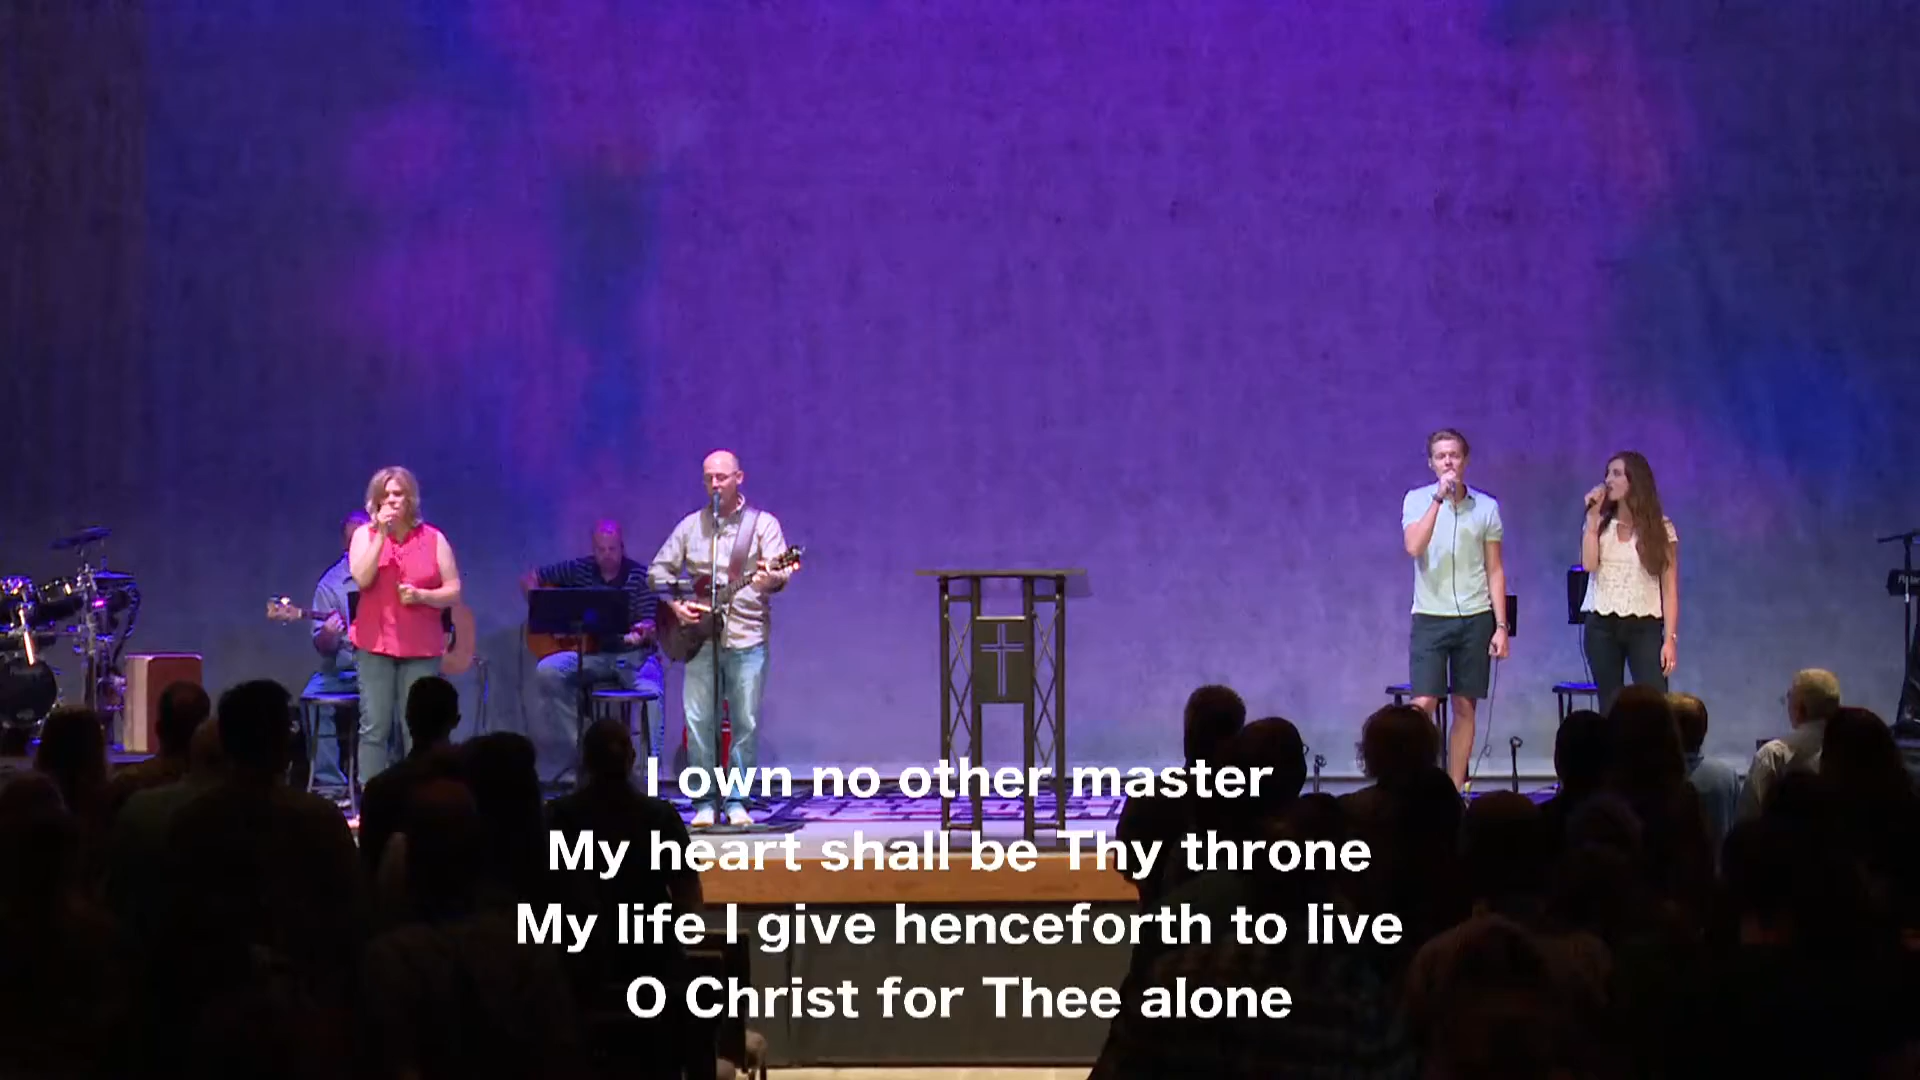 I own no other master
My heart shall be Thy throne
My life I give henceforth to live
O Christ for Thee alone